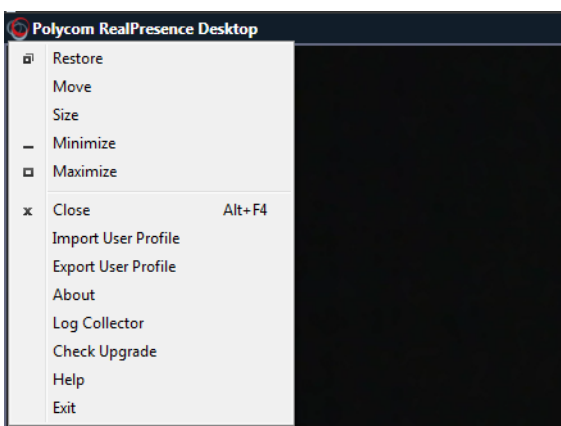 Polycom RealPresence Desktop
Restore
Move
Size
Minimize
Maximize
Close Alt+F4
Import User Profile
Export User Profile
About
Log Collector
Check Upgrade
Help
Exit